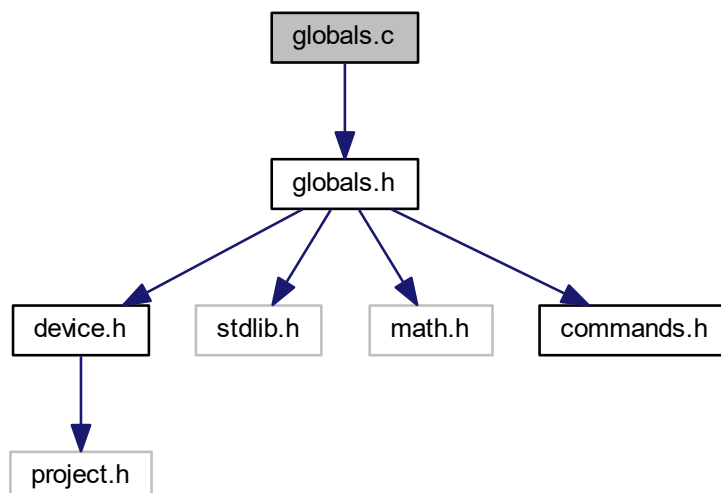 globals.c
globals.h
device.h
stdlib.h
math.h
commands.h
project.h